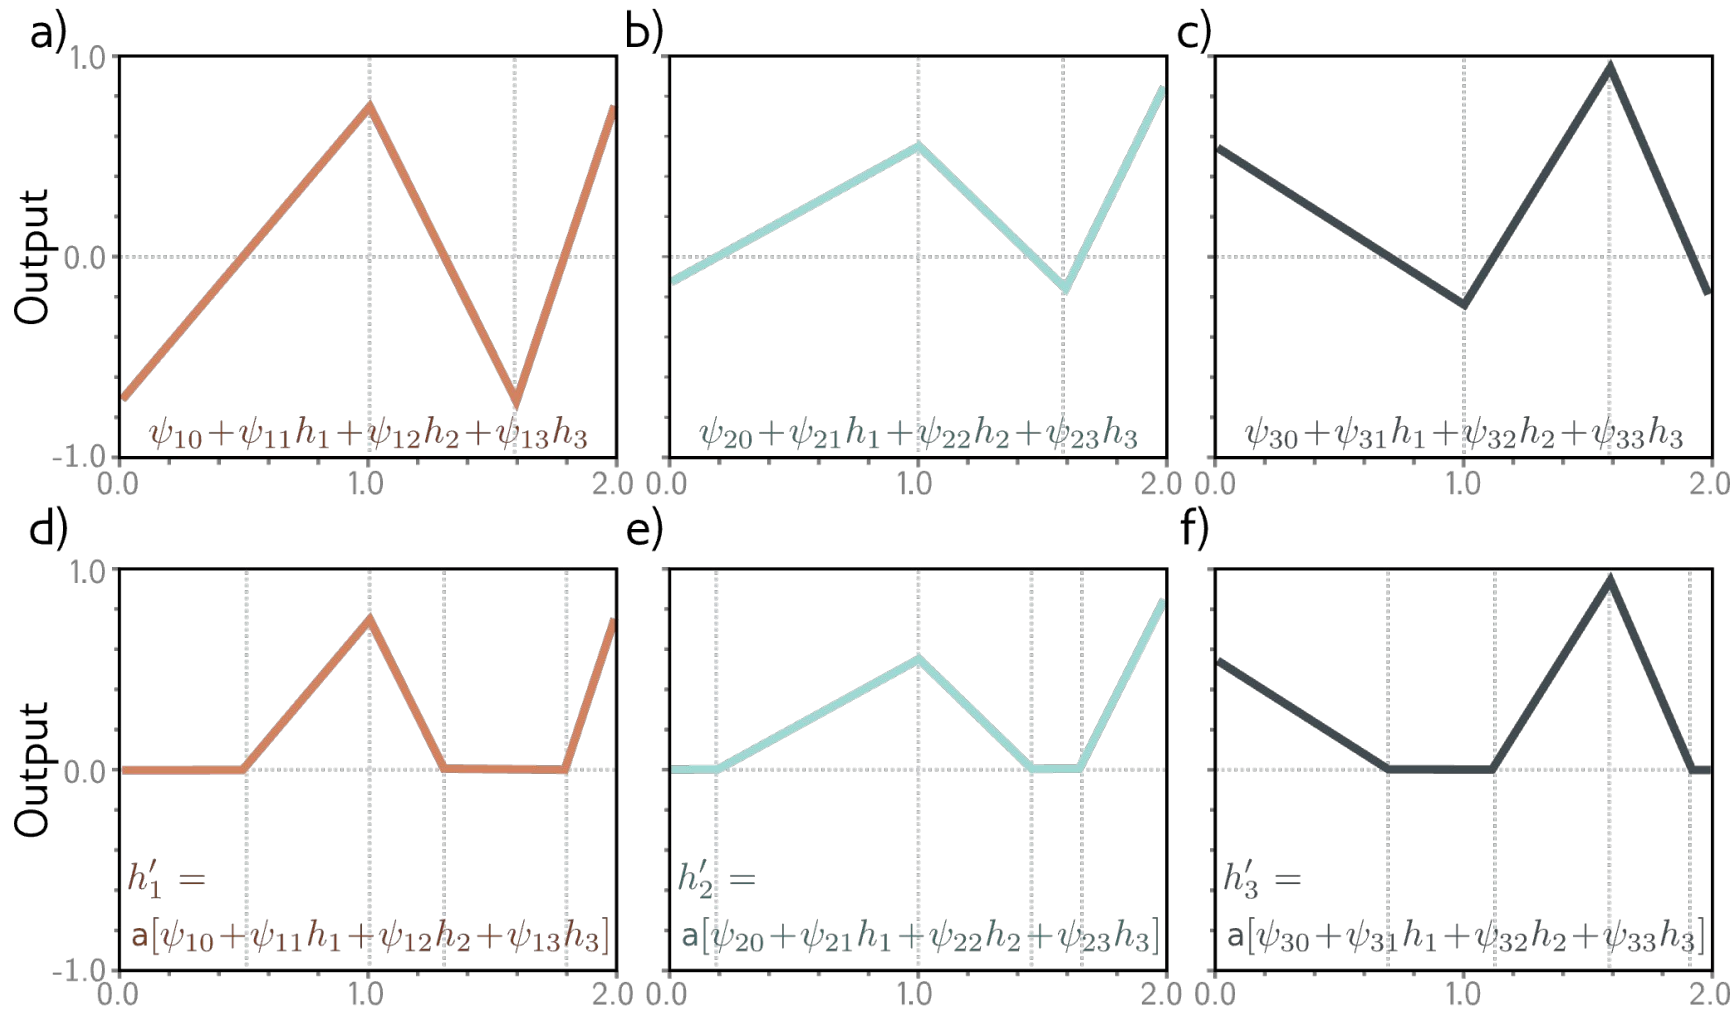 a) b) c)
1.0
0.0
-1.0
Output
ψ₁₀+ψ₁₁h₁+ψ₁₂h₂+ψ₁₃h₃
ψ₂₀+ψ₂₁h₁+ψ₂₂h₂+ψ₂₃h₃
ψ₃₀+ψ₃₁h₁+ψ₃₂h₂+ψ₃₃h₃
0.0 1.0 2.0 0.0 1.0 2.0 0.0 1.0 2.0
d) e) f)
1.0
0.0
-1.0
Output
h′₁ =
a[ψ₁₀+ψ₁₁h₁+ψ₁₂h₂+ψ₁₃h₃]
h′₂ =
a[ψ₂₀+ψ₂₁h₁+ψ₂₂h₂+ψ₂₃h₃]
h′₃ =
a[ψ₃₀+ψ₃₁h₁+ψ₃₂h₂+ψ₃₃h₃]
0.0 1.0 2.0 0.0 1.0 2.0 0.0 1.0 2.0